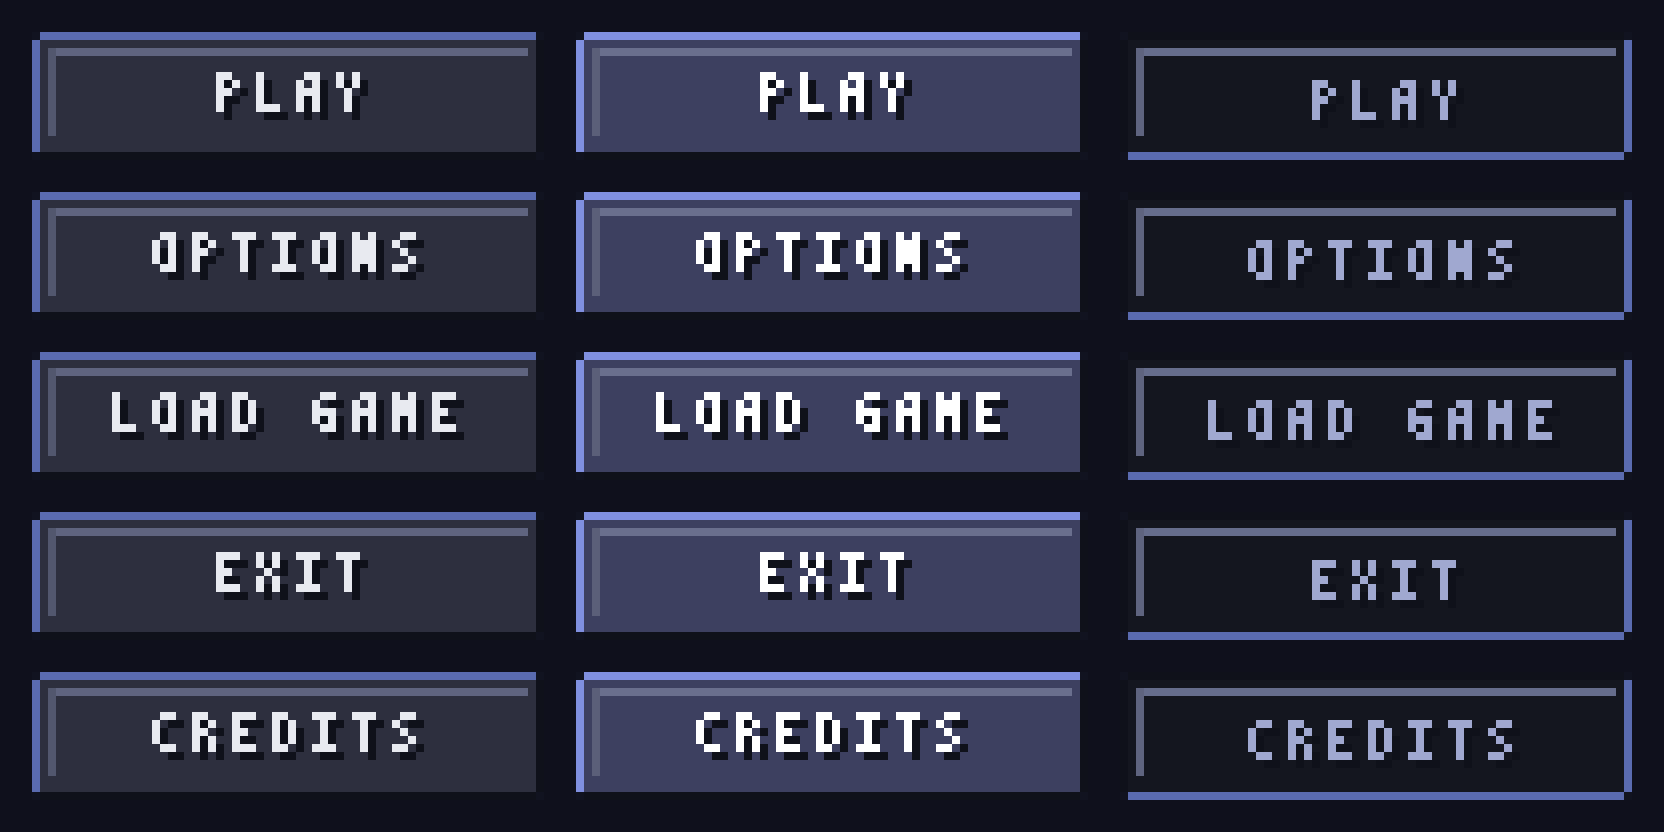 PLAY PLAY PLAY
OPTIONS OPTIONS OPTIONS
LOAD GAME LOAD GAME LOAD GAME
EXIT EXIT EXIT
CREDITS CREDITS CREDITS